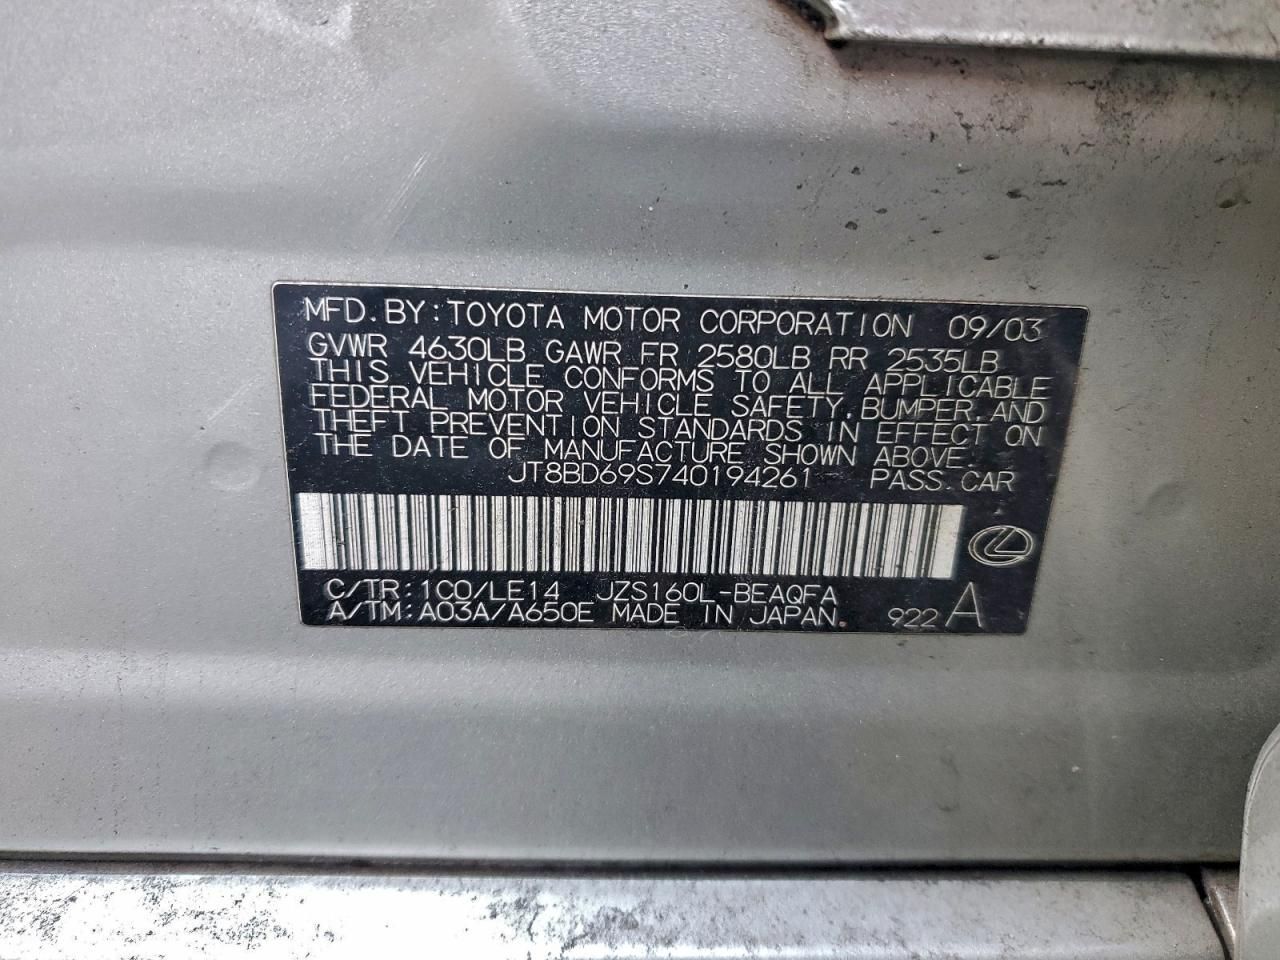 MFD. BY: TOYOTA MOTOR CORPORATION 09/03
GVWR 4630LB GAWR FR 2580LB RR 2535LB
THIS VEHICLE CONFORMS TO ALL APPLICABLE
FEDERAL MOTOR VEHICLE SAFETY, BUMPER, AND
THEFT PREVENTION STANDARDS IN EFFECT ON
THE DATE OF MANUFACTURE SHOWN ABOVE.
JT8BD69S740194261 PASS. CAR
C/TR: 1C0/LE14 JZS160L-BEAQFA
A/TM: A03A/A650E MADE IN JAPAN. 922 A